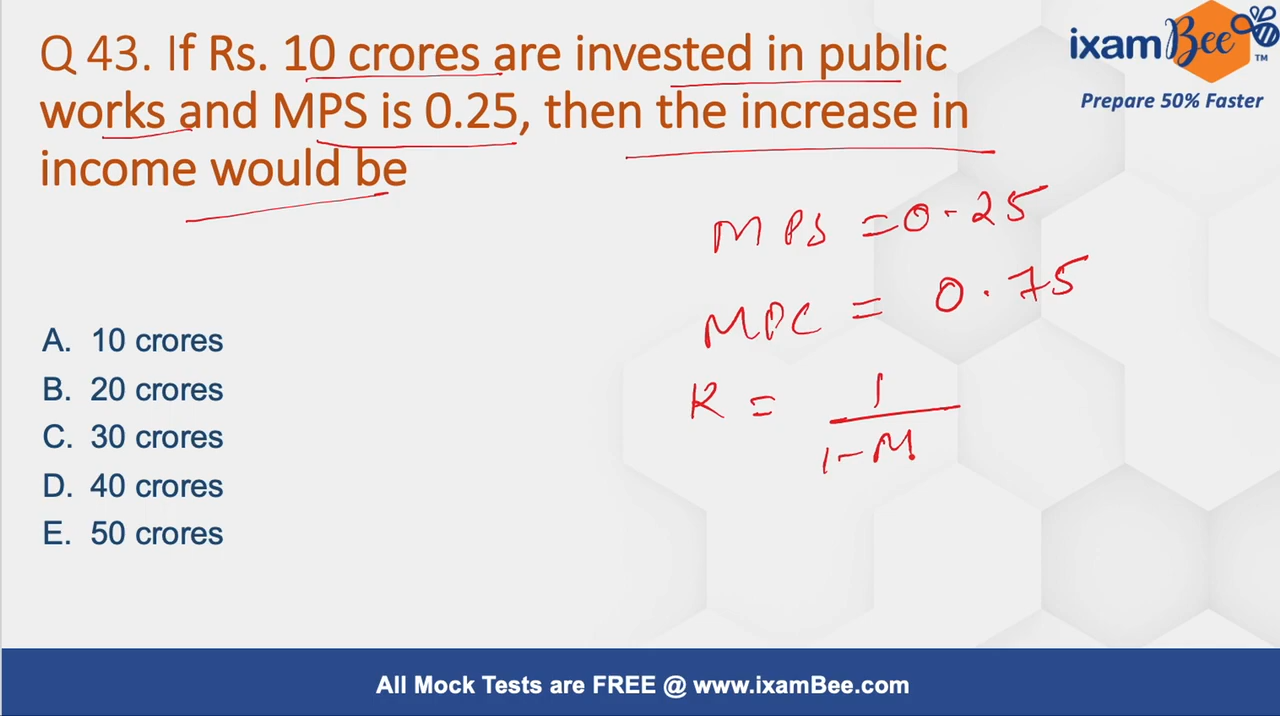 Q 43. If Rs. 10 crores are invested in public
works and MPS is 0.25, then the increase in
income would be
ixamBee™
Prepare 50% Faster
MPS = 0.25
MPC = 0.75
K = 1
1-M
A. 10 crores
B. 20 crores
C. 30 crores
D. 40 crores
E. 50 crores
All Mock Tests are FREE @ www.ixamBee.com